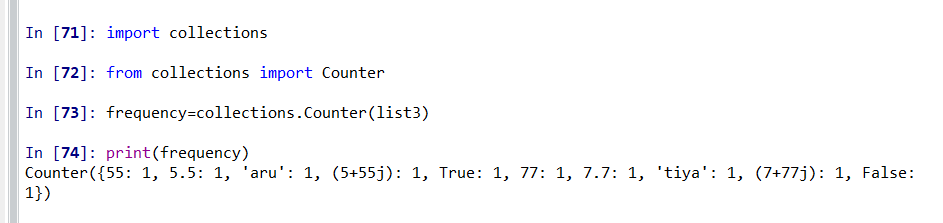 In [71]: import collections
In [72]: from collections import Counter
In [73]: frequency=collections.Counter(list3)
In [74]: print(frequency)
Counter({55: 1, 5.5: 1, 'aru': 1, (5+55j): 1, True: 1, 77: 1, 7.7: 1, 'tiya': 1, (7+77j): 1, False:
1})